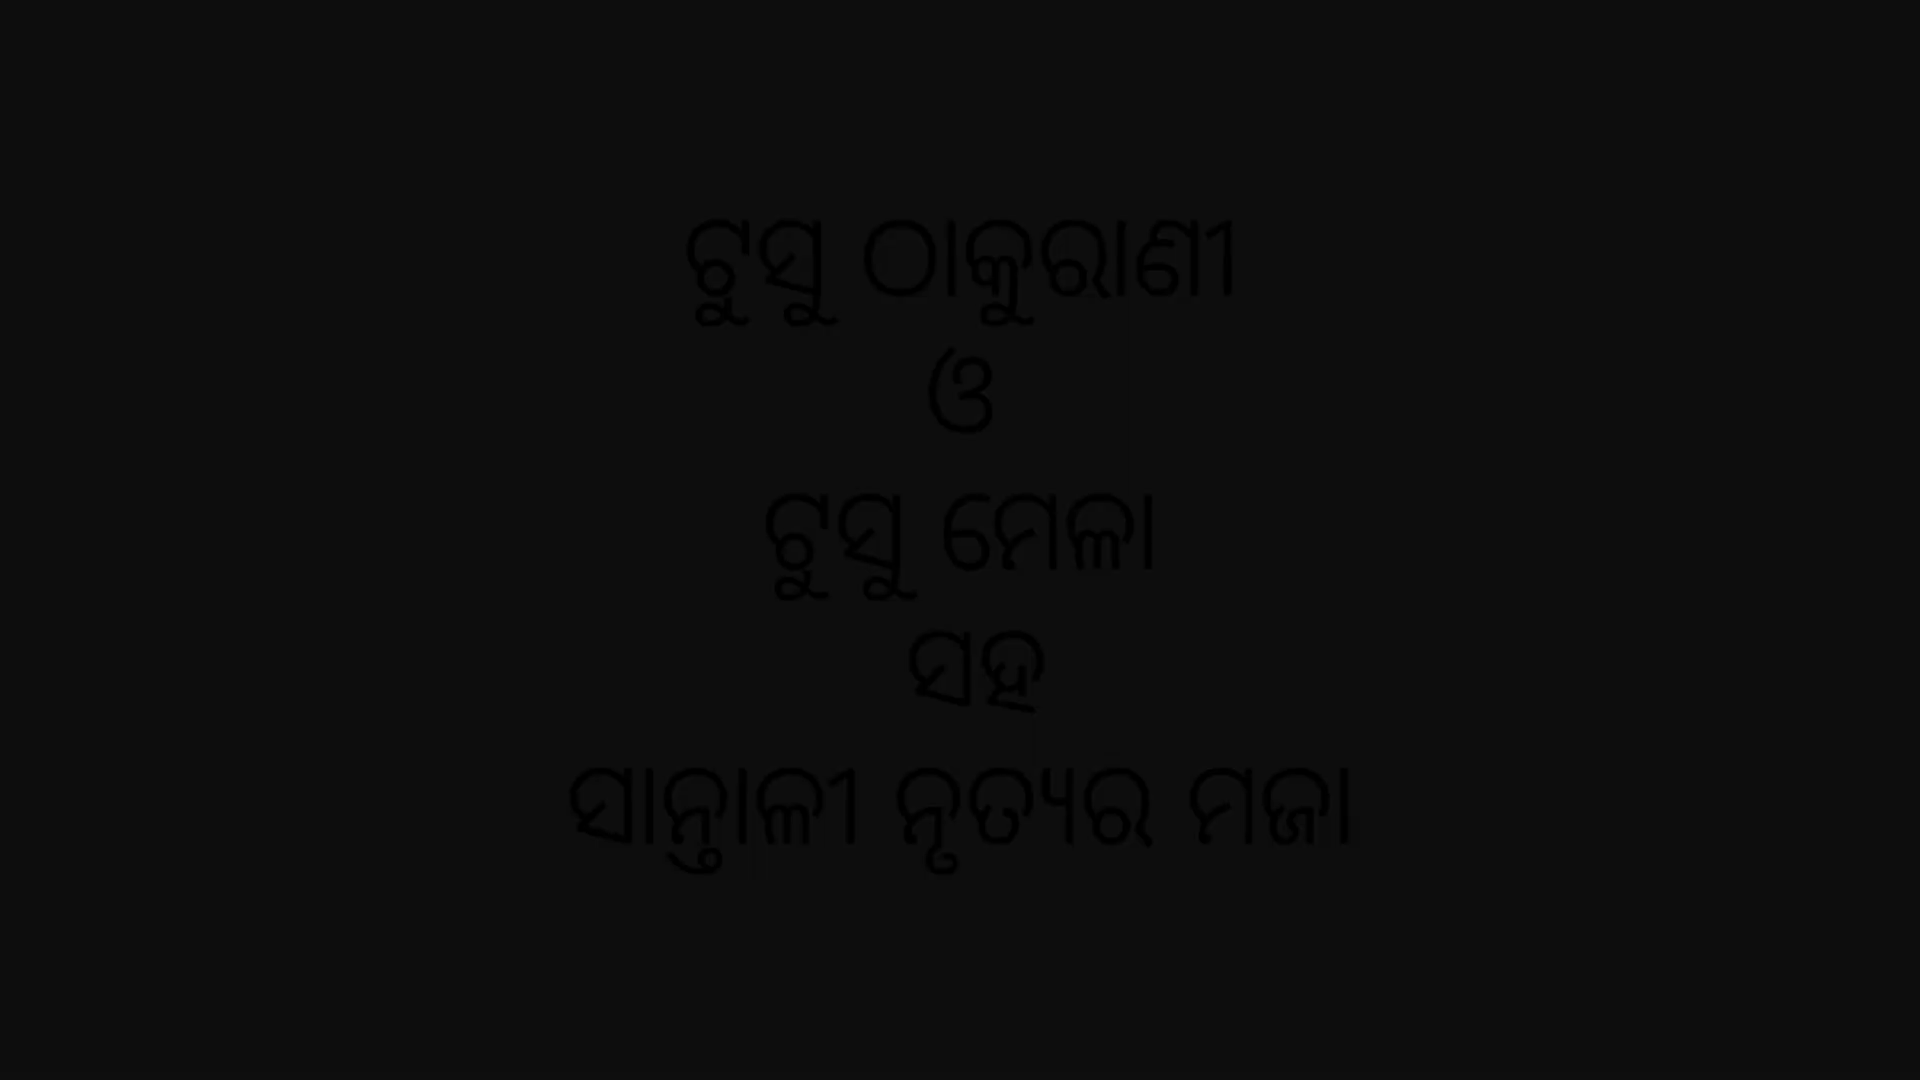 ଟୁସୁ ଠାକୁରାଣୀ
ଓ
ଟୁସୁ ମେଳା
ସହ
ସାନ୍ତାଳୀ ନୃତ୍ୟର ମଜା